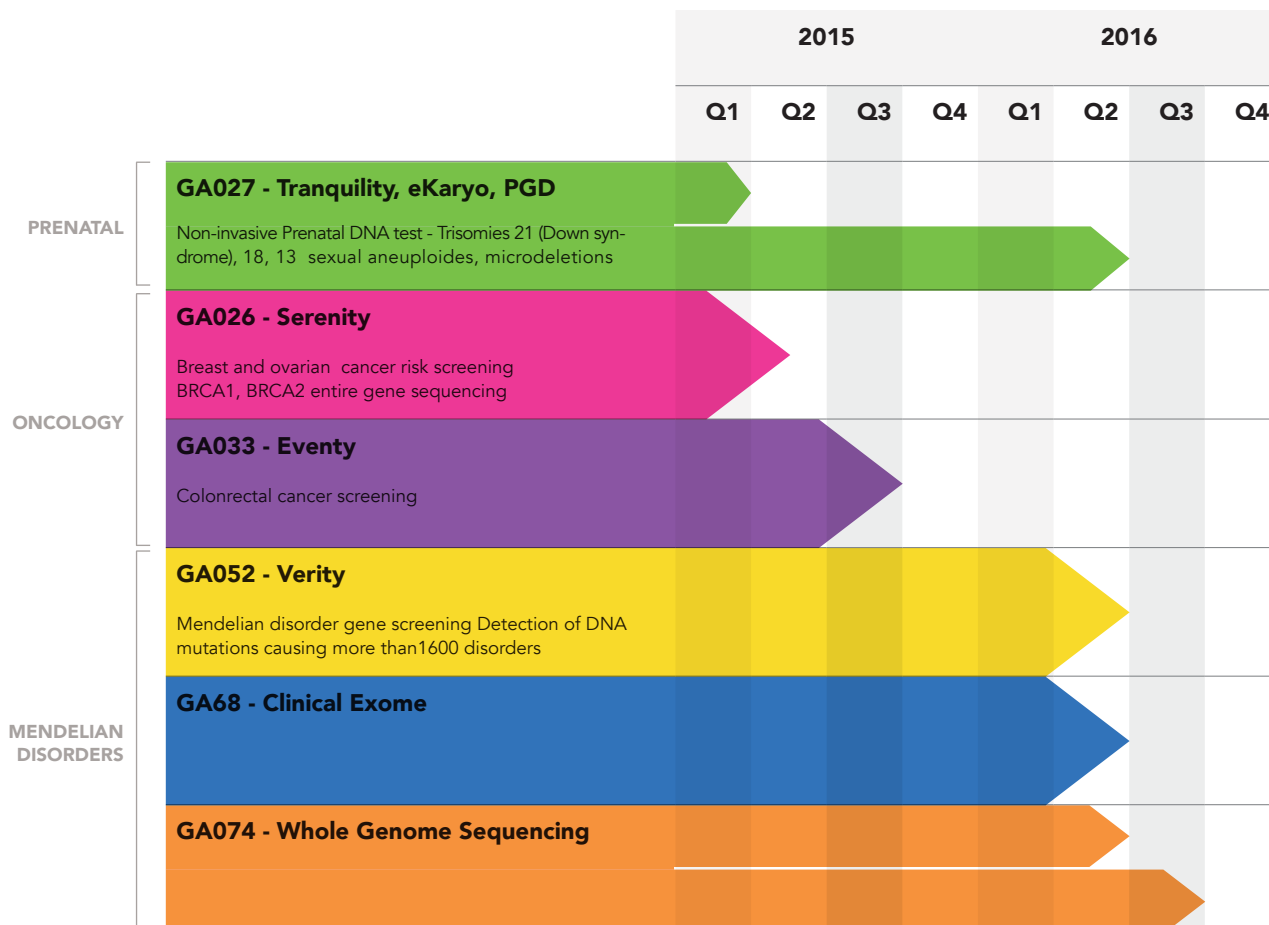 2015 2016
Q1 Q2 Q3 Q4 Q1 Q2 Q3 Q4
PRENATAL
GA027 - Tranquility, eKaryo, PGD
Non-invasive Prenatal DNA test - Trisomies 21 (Down syn-
drome), 18, 13 sexual aneuploides, microdeletions
ONCOLOGY
GA026 - Serenity
Breast and ovarian cancer risk screening
BRCA1, BRCA2 entire gene sequencing
GA033 - Eventy
Colonrectal cancer screening
MENDELIAN
DISORDERS
GA052 - Verity
Mendelian disorder gene screening Detection of DNA
mutations causing more than1600 disorders
GA68 - Clinical Exome
GA074 - Whole Genome Sequencing